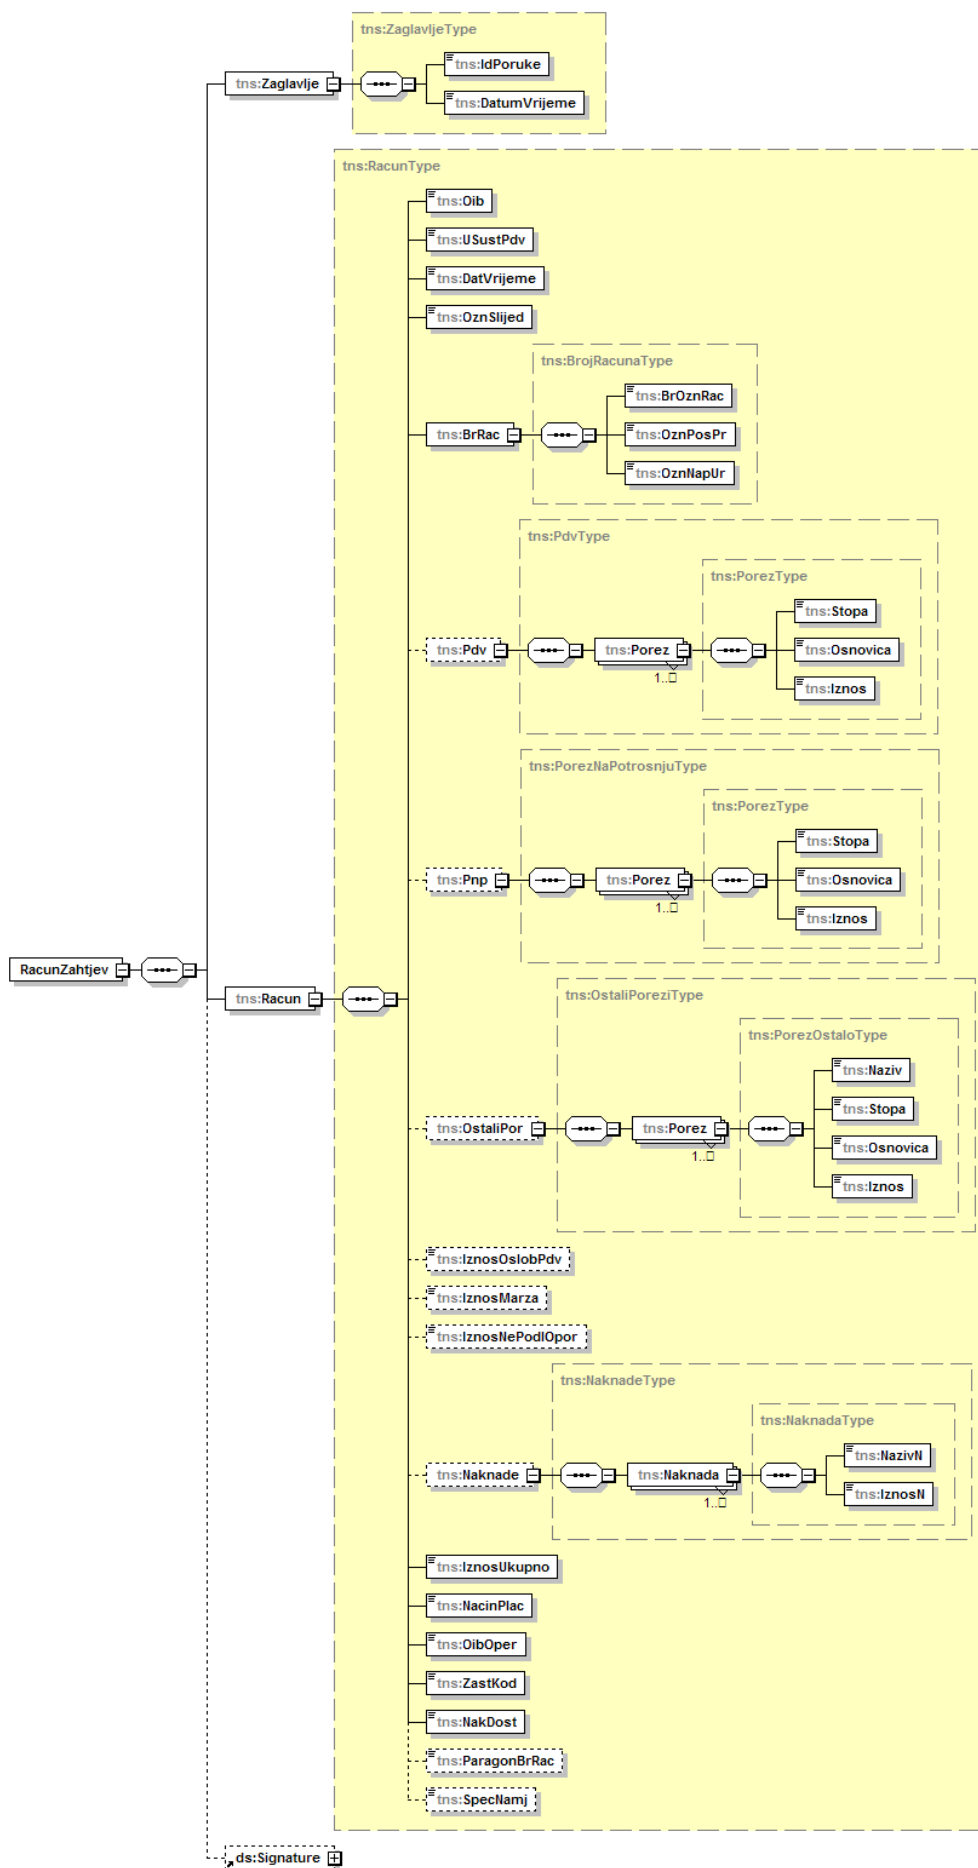 tns:ZaglavljeType
tns:IdPoruke
tns:Zaglavlje
tns:DatumVrijeme
tns:RacunType
tns:Oib
tns:USustPdv
tns:DatVrijeme
tns:OznSlijed
tns:BrojRacunaType
tns:BrOznRac
tns:BrRac
tns:OznPosPr
tns:OznNapUr
tns:PdvType
tns:PorezType
tns:Stopa
tns:Pdv
tns:Porez
tns:Osnovica
1..□
tns:Iznos
tns:PorezNaPotrosnjuType
tns:PorezType
tns:Stopa
tns:Pnp
tns:Porez
tns:Osnovica
1..□
tns:Iznos
RacunZahtjev
tns:Racun
tns:OstaliPoreziType
tns:PorezOstaloType
tns:Naziv
tns:Stopa
tns:OstaliPor
tns:Porez
tns:Osnovica
1..□
tns:Iznos
tns:IznosOslobPdv
tns:IznosMarza
tns:IznosNePodlOpor
tns:NaknadeType
tns:NaknadaType
tns:NazivN
tns:Naknade
tns:Naknada
tns:IznosN
1..□
tns:IznosUkupno
tns:NacinPlac
tns:OibOper
tns:ZastKod
tns:NakDost
tns:ParagonBrRac
tns:SpecNamj
ds:Signature